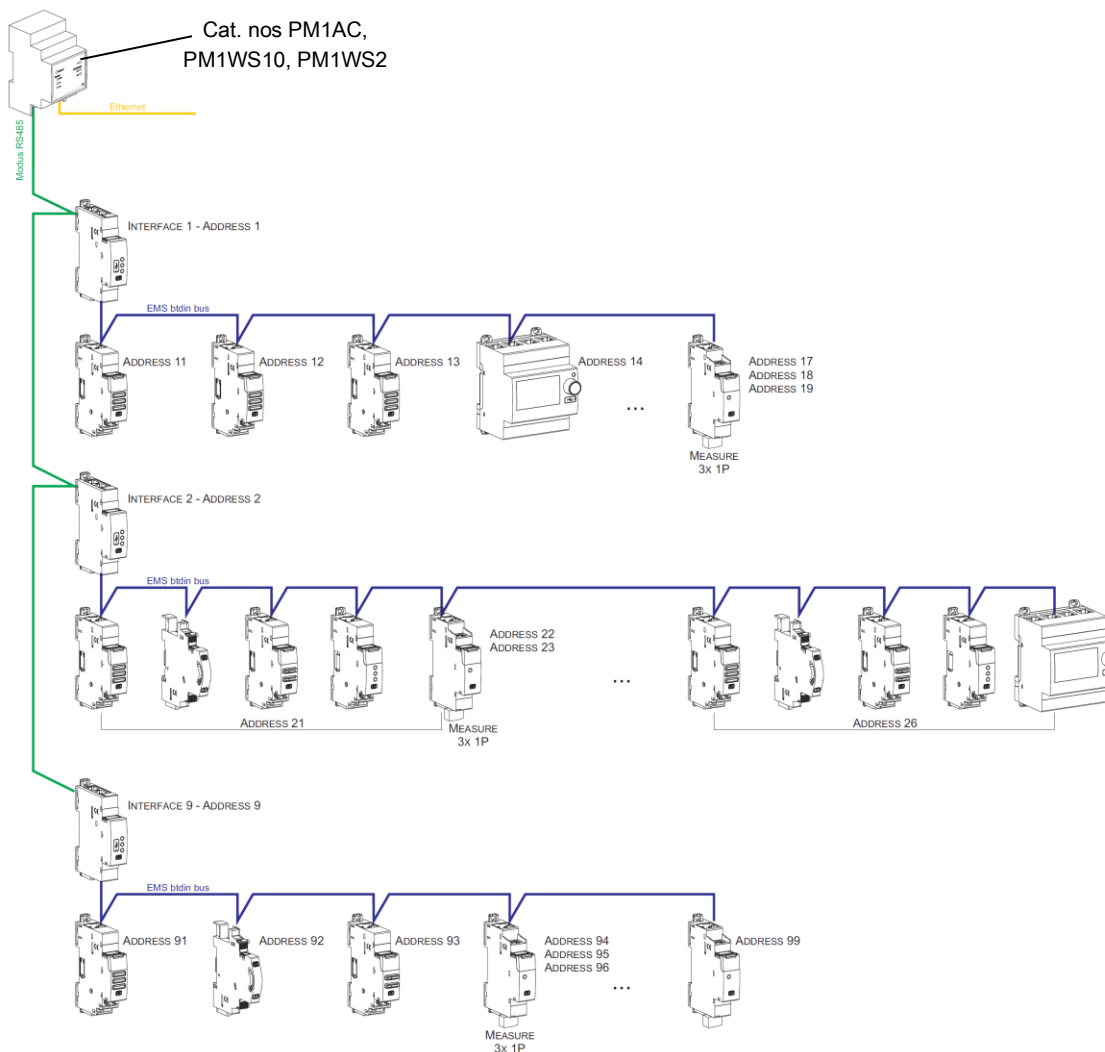 Cat. nos PM1AC,
PM1WS10, PM1WS2
Ethernet
Modus RS485
INTERFACE 1 - ADDRESS 1
EMS btdin bus
ADDRESS 11
ADDRESS 12
ADDRESS 13
ADDRESS 14
...
ADDRESS 17
ADDRESS 18
ADDRESS 19
MEASURE
3X 1P
INTERFACE 2 - ADDRESS 2
EMS btdin bus
ADDRESS 22
ADDRESS 23
...
ADDRESS 21
MEASURE
3X 1P
ADDRESS 26
INTERFACE 9 - ADDRESS 9
EMS btdin bus
ADDRESS 91
ADDRESS 92
ADDRESS 93
ADDRESS 94
ADDRESS 95
ADDRESS 96
...
ADDRESS 99
MEASURE
3X 1P